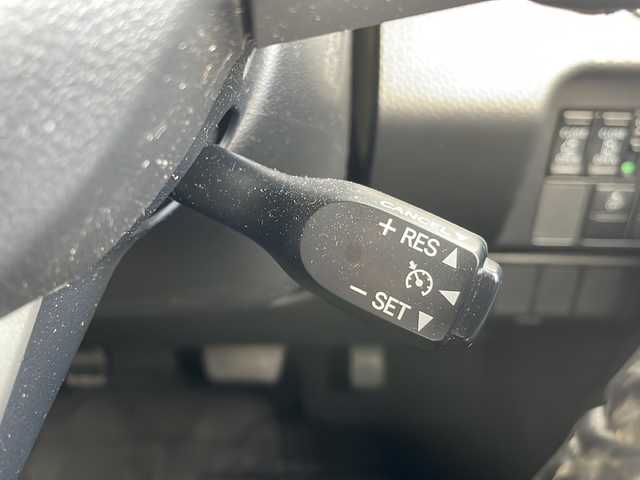 CANCEL
+ RES ▲
◀
− SET ▼